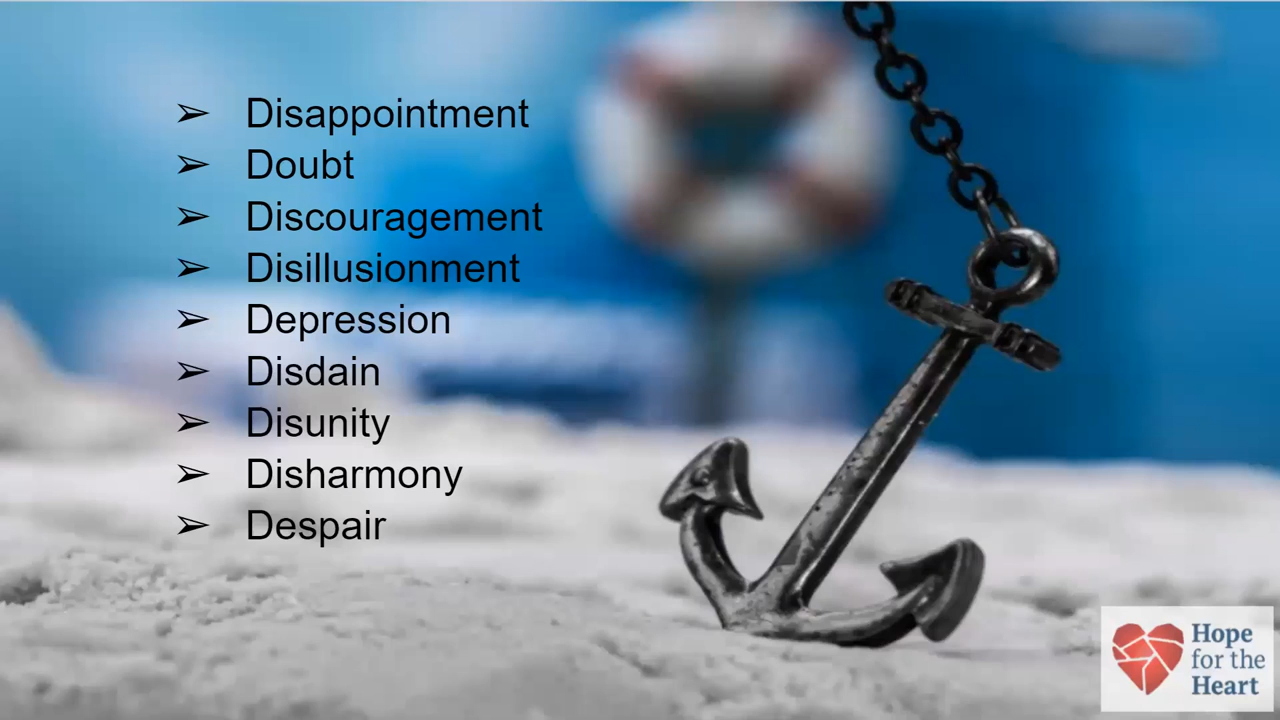 ➢ Disappointment
➢ Doubt
➢ Discouragement
➢ Disillusionment
➢ Depression
➢ Disdain
➢ Disunity
➢ Disharmony
➢ Despair
Hope
for the
Heart